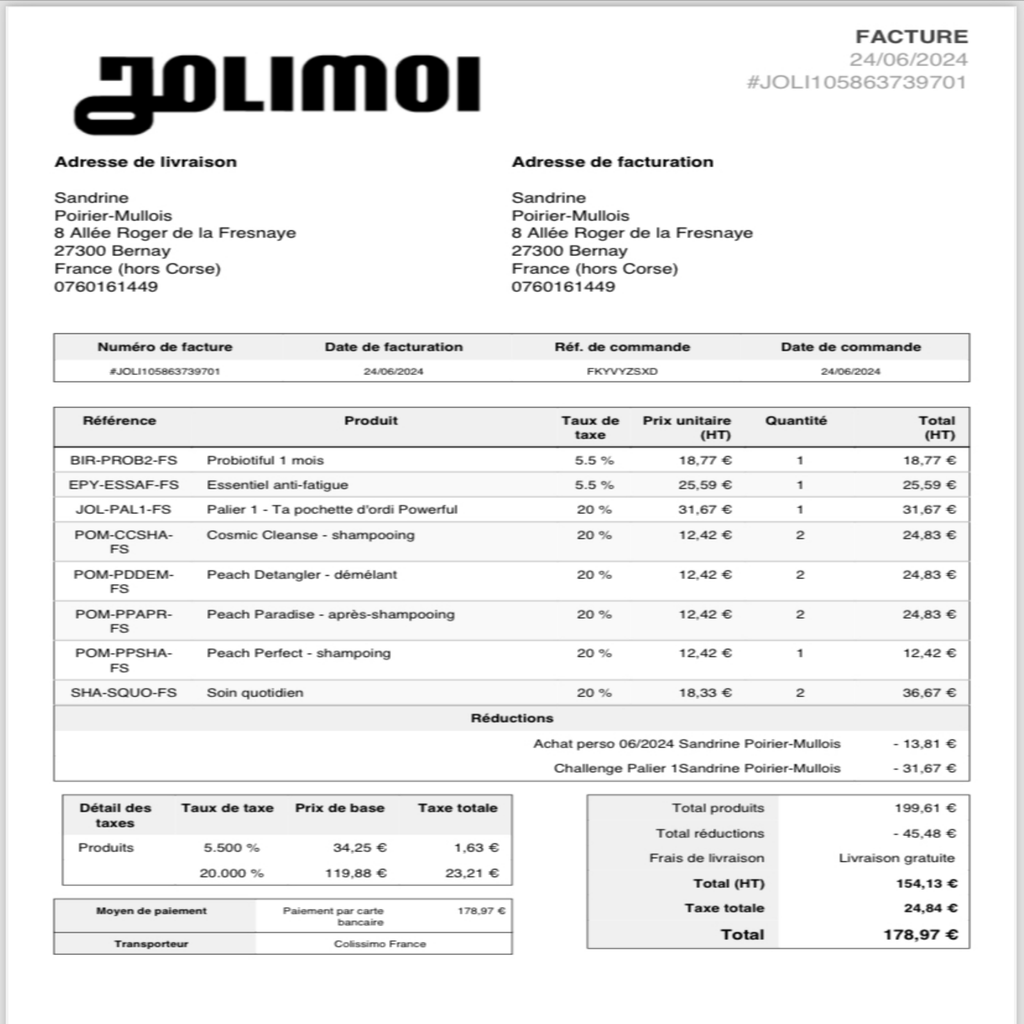 JOLIMOI
FACTURE
24/06/2024
#JOLI105863739701
Adresse de livraison
Sandrine
Poirier-Mullois
8 Allée Roger de la Fresnaye
27300 Bernay
France (hors Corse)
0760161449
Adresse de facturation
Sandrine
Poirier-Mullois
8 Allée Roger de la Fresnaye
27300 Bernay
France (hors Corse)
0760161449
Numéro de facture Date de facturation Réf. de commande Date de commande
#JOLI105863739701 24/06/2024 FKYVYZSXD 24/06/2024
Référence Produit Taux de taxe Prix unitaire (HT) Quantité Total (HT)
BIR-PROB2-FS Probiotiful 1 mois 5.5 % 18,77 € 1 18,77 €
EPY-ESSAF-FS Essentiel anti-fatigue 5.5 % 25,59 € 1 25,59 €
JOL-PAL1-FS Palier 1 - Ta pochette d'ordi Powerful 20 % 31,67 € 1 31,67 €
POM-CCSHA-FS Cosmic Cleanse - shampooing 20 % 12,42 € 2 24,83 €
POM-PDDEM-FS Peach Detangler - démêlant 20 % 12,42 € 2 24,83 €
POM-PPAPR-FS Peach Paradise - après-shampooing 20 % 12,42 € 2 24,83 €
POM-PPSHA-FS Peach Perfect - shampoing 20 % 12,42 € 1 12,42 €
SHA-SQUO-FS Soin quotidien 20 % 18,33 € 2 36,67 €
Réductions
Achat perso 06/2024 Sandrine Poirier-Mullois - 13,81 €
Challenge Palier 1Sandrine Poirier-Mullois - 31,67 €
Détail des taxes Taux de taxe Prix de base Taxe totale
Produits 5.500 % 34,25 € 1,63 €
20.000 % 119,88 € 23,21 €
Moyen de paiement Paiement par carte bancaire 178,97 €
Transporteur Colissimo France
Total produits 199,61 €
Total réductions - 45,48 €
Frais de livraison Livraison gratuite
Total (HT) 154,13 €
Taxe totale 24,84 €
Total 178,97 €